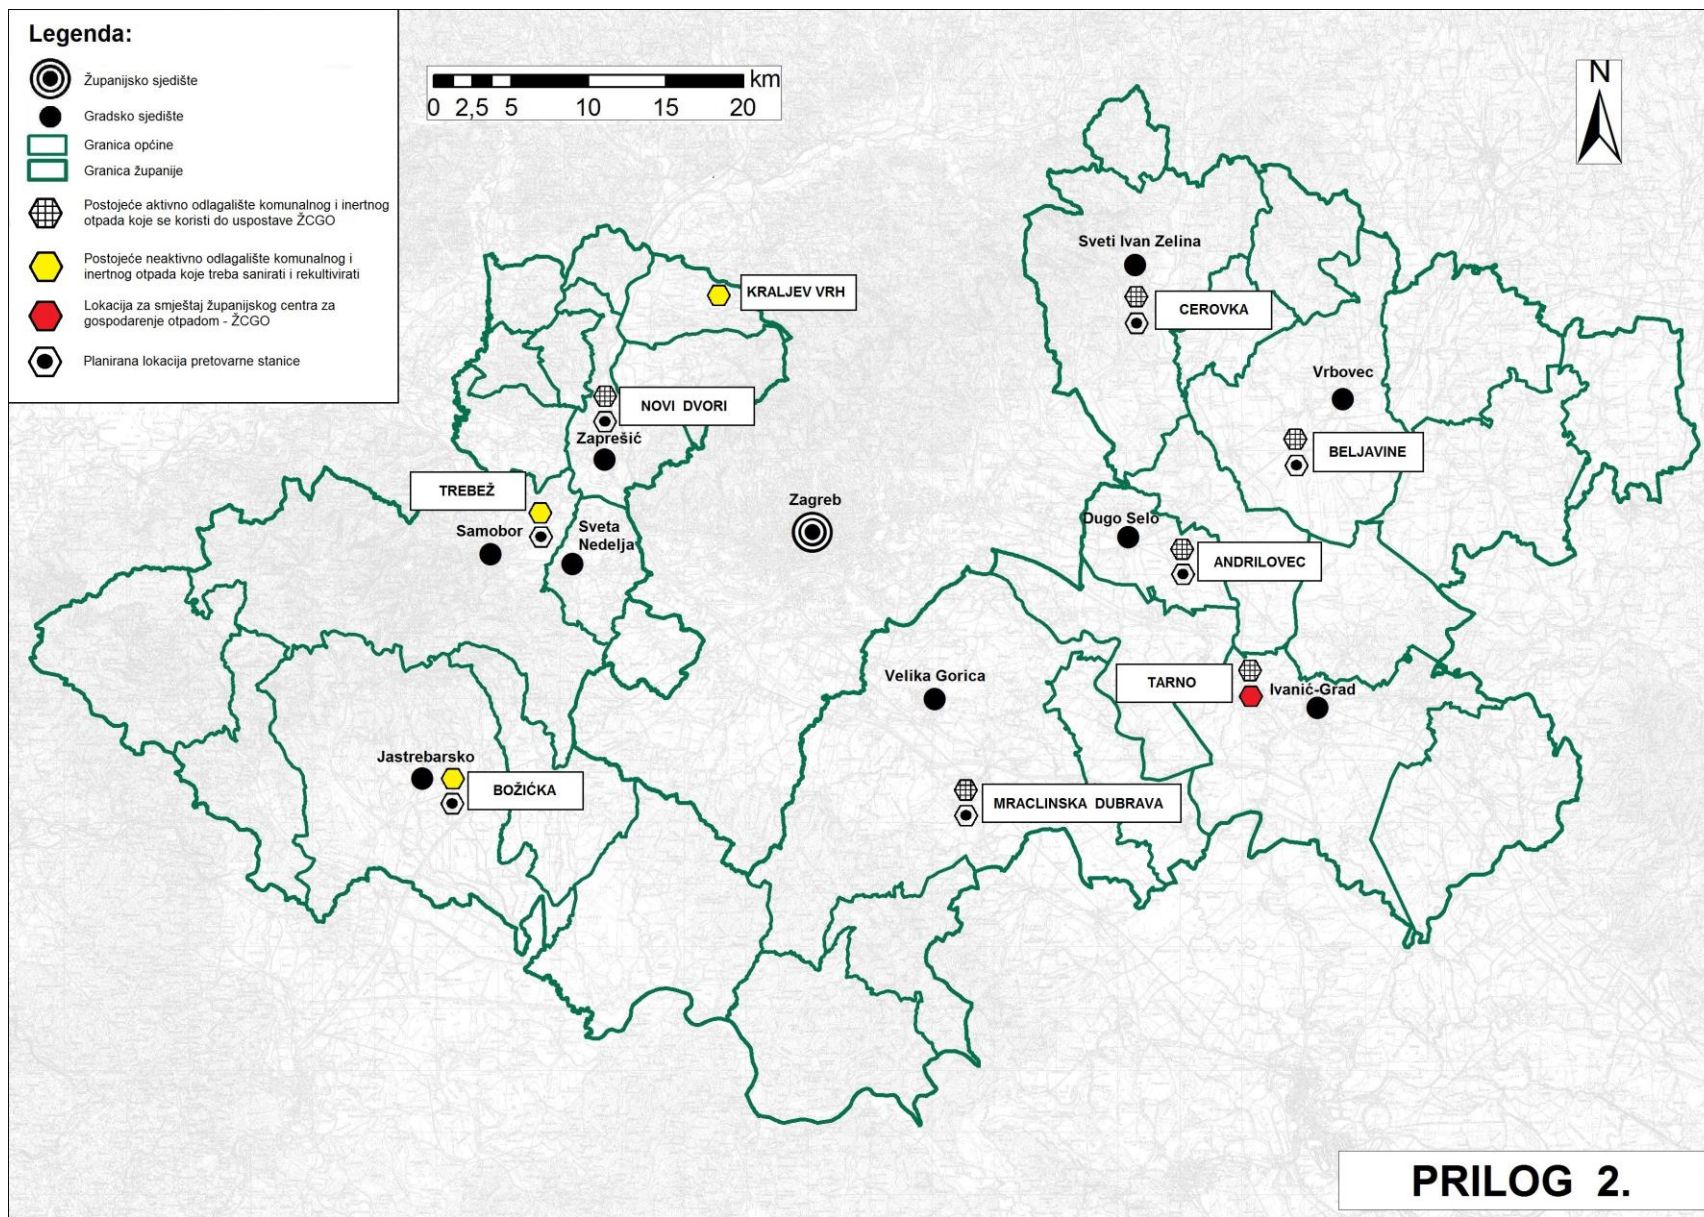 Legenda:
Županijsko sjedište
Gradsko sjedište
Granica općine
Granica županije
Postojeće aktivno odlagalište komunalnog i inertnog
otpada koje se koristi do uspostave ŽCGO
Postojeće neaktivno odlagalište komunalnog i
inertnog otpada koje treba sanirati i rekultivirati
Lokacija za smještaj županijskog centra za
gospodarenje otpadom - ŽCGO
Planirana lokacija pretovarne stanice
km
0 2,5 5 10 15 20
N
Sveti Ivan Zelina
KRALJEV VRH
CEROVKA
Vrbovec
NOVI DVORI
Zaprešić
BELJAVINE
TREBEŽ
Zagreb
Samobor
Sveta
Nedelja
Dugo Selo
ANDRILOVEC
Velika Gorica
TARNO
Ivanić-Grad
Jastrebarsko
BOŽIĆKA
MRACLINSKA DUBRAVA
PRILOG 2.